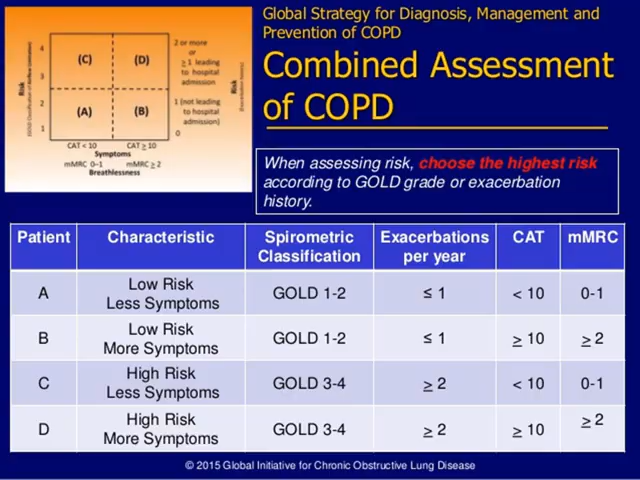 Global Strategy for Diagnosis, Management and
Prevention of COPD
Combined Assessment
of COPD
Risk
(GOLD Classification of Airflow Limitation)
4
3
2
1
(C)
(D)
(A)
(B)
2 or more
or
≥ 1 leading
to hospital
admission
1 (not leading
to hospital
admission)
0
Risk
(Exacerbation history)
CAT < 10
CAT ≥ 10
Symptoms
mMRC 0–1
mMRC ≥ 2
Breathlessness
When assessing risk, choose the highest risk
according to GOLD grade or exacerbation
history.
Patient Characteristic Spirometric Classification Exacerbations per year CAT mMRC
A Low Risk Less Symptoms GOLD 1-2 ≤ 1 < 10 0-1
B Low Risk More Symptoms GOLD 1-2 ≤ 1 ≥ 10 ≥ 2
C High Risk Less Symptoms GOLD 3-4 ≥ 2 < 10 0-1
D High Risk More Symptoms GOLD 3-4 ≥ 2 ≥ 10 ≥ 2
© 2015 Global Initiative for Chronic Obstructive Lung Disease